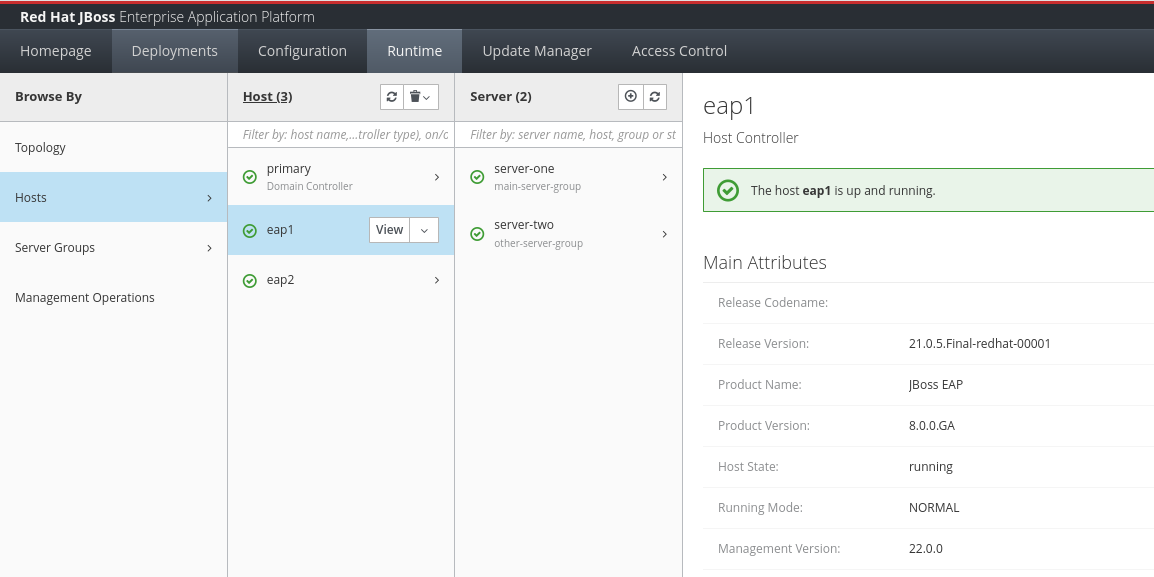 Red Hat JBoss Enterprise Application Platform
Homepage Deployments Configuration Runtime Update Manager Access Control
Browse By
Topology
Hosts
Server Groups
Management Operations
Host (3)
Filter by: host name,...troller type), on/c
primary
Domain Controller
eap1
View
eap2
Server (2)
Filter by: server name, host, group or st
server-one
main-server-group
server-two
other-server-group
eap1
Host Controller
The host eap1 is up and running.
Main Attributes
Release Codename:
Release Version: 21.0.5.Final-redhat-00001
Product Name: JBoss EAP
Product Version: 8.0.0.GA
Host State: running
Running Mode: NORMAL
Management Version: 22.0.0